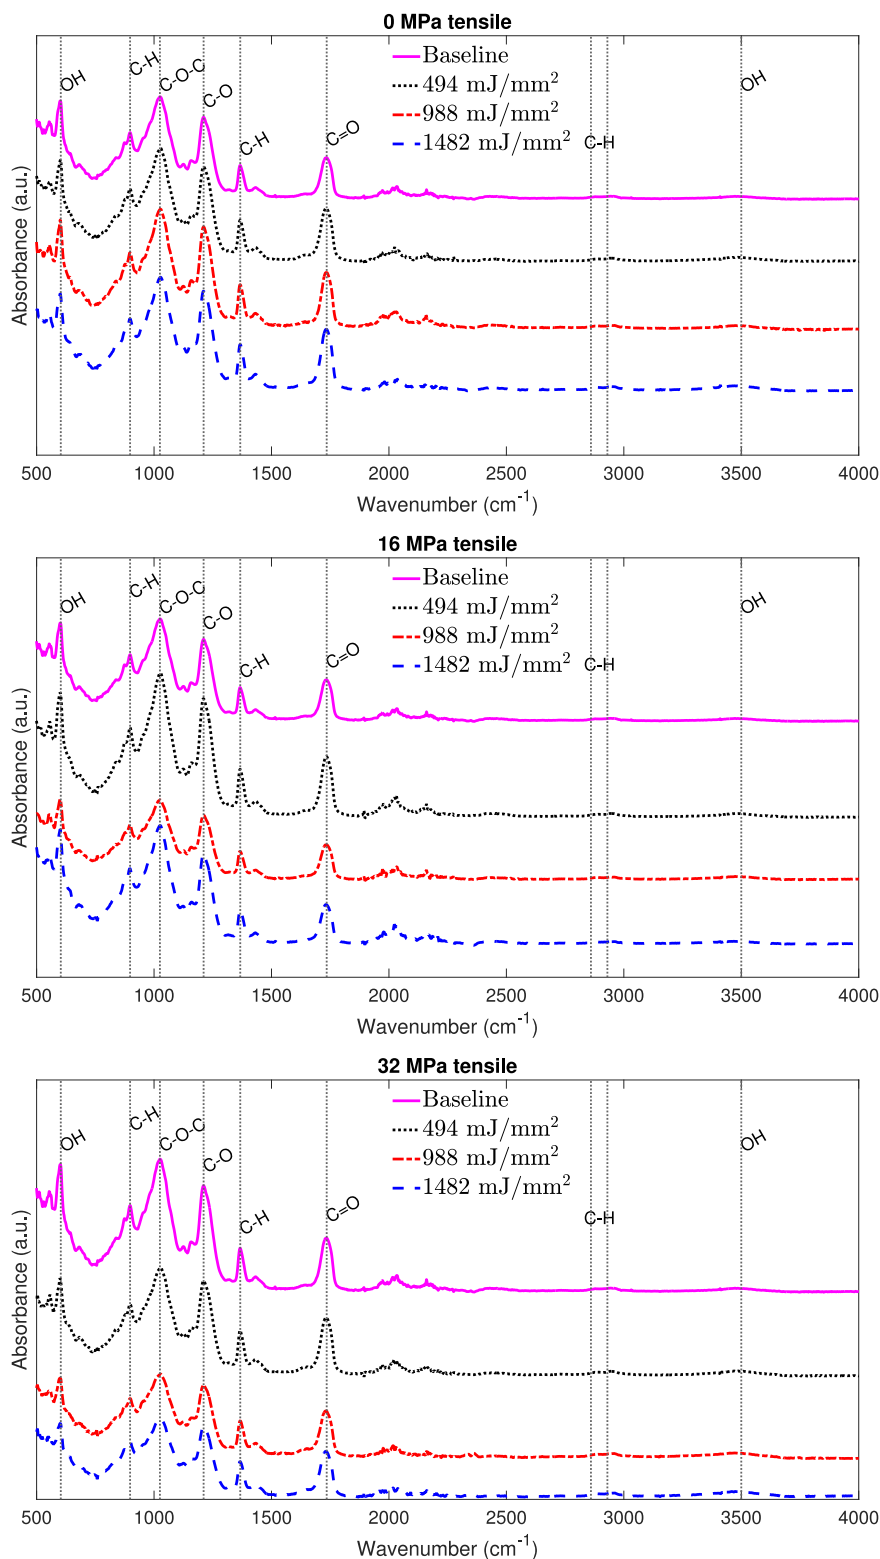 0 MPa tensile
OH
C-H
C-O-C
C-O
C-H
C=O
C-H
OH
Baseline
494 mJ/mm²
988 mJ/mm²
1482 mJ/mm²
Absorbance (a.u.)
500 1000 1500 2000 2500 3000 3500 4000
Wavenumber (cm⁻¹)
16 MPa tensile
OH
C-H
C-O-C
C-O
C-H
C=O
C-H
OH
Baseline
494 mJ/mm²
988 mJ/mm²
1482 mJ/mm²
Absorbance (a.u.)
500 1000 1500 2000 2500 3000 3500 4000
Wavenumber (cm⁻¹)
32 MPa tensile
OH
C-H
C-O-C
C-O
C-H
C=O
C-H
OH
Baseline
494 mJ/mm²
988 mJ/mm²
1482 mJ/mm²
Absorbance (a.u.)
500 1000 1500 2000 2500 3000 3500 4000
Wavenumber (cm⁻¹)